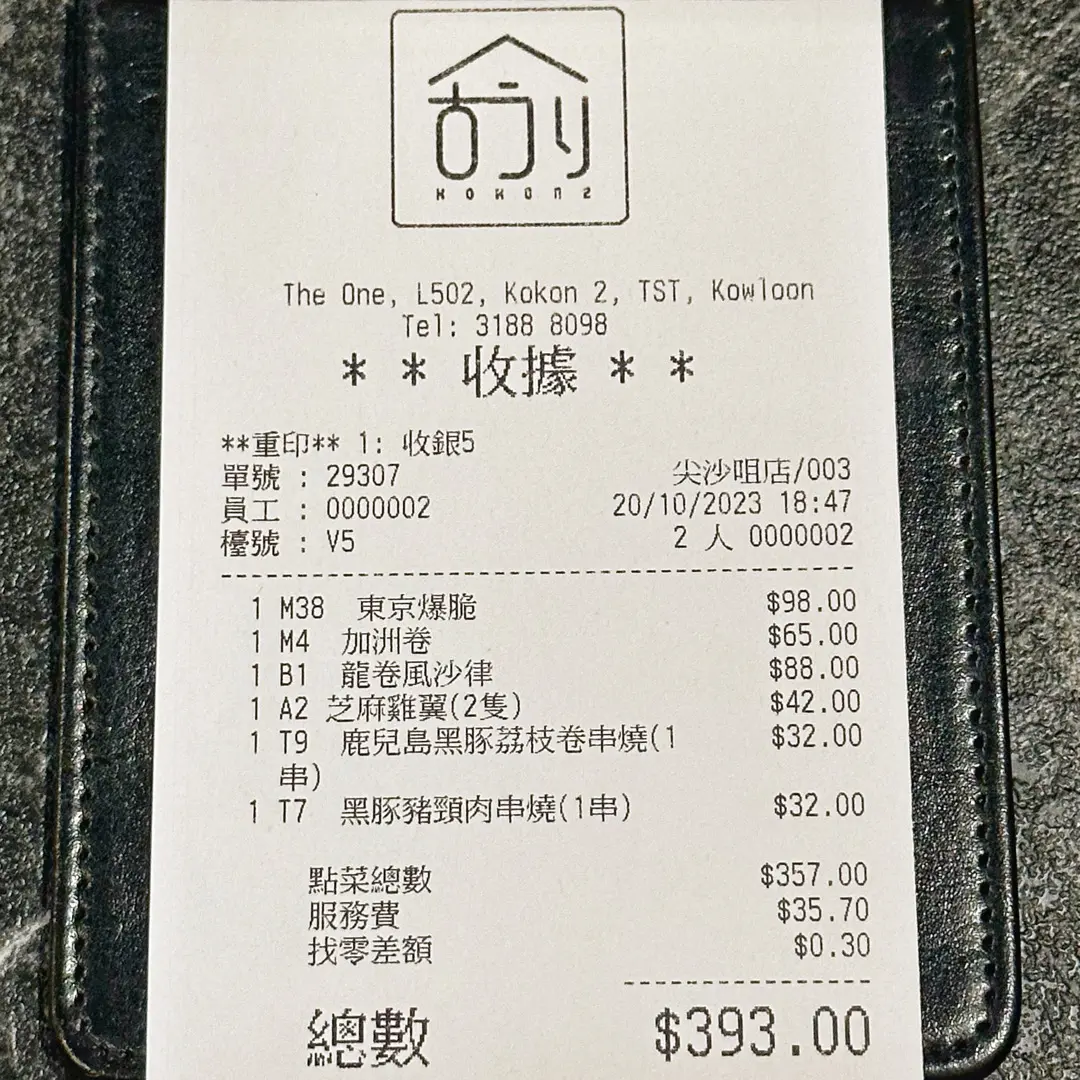 古うり
KOKON2
The One, L502, Kokon 2, TST, Kowloon
Tel: 3188 8098
* * 收據 * *
**重印** 1: 收銀5
單號 : 29307 尖沙咀店/003
員工 : 0000002 20/10/2023 18:47
檯號 : V5 2 人 0000002
1 M38 東京爆脆 $98.00
1 M4 加洲卷 $65.00
1 B1 龍卷風沙律 $88.00
1 A2 芝麻雞翼(2隻) $42.00
1 T9 鹿兒島黑豚荔枝卷串燒(1 $32.00
串)
1 T7 黑豚豬頸肉串燒(1串) $32.00
點菜總數 $357.00
服務費 $35.70
找零差額 $0.30
總數 $393.00